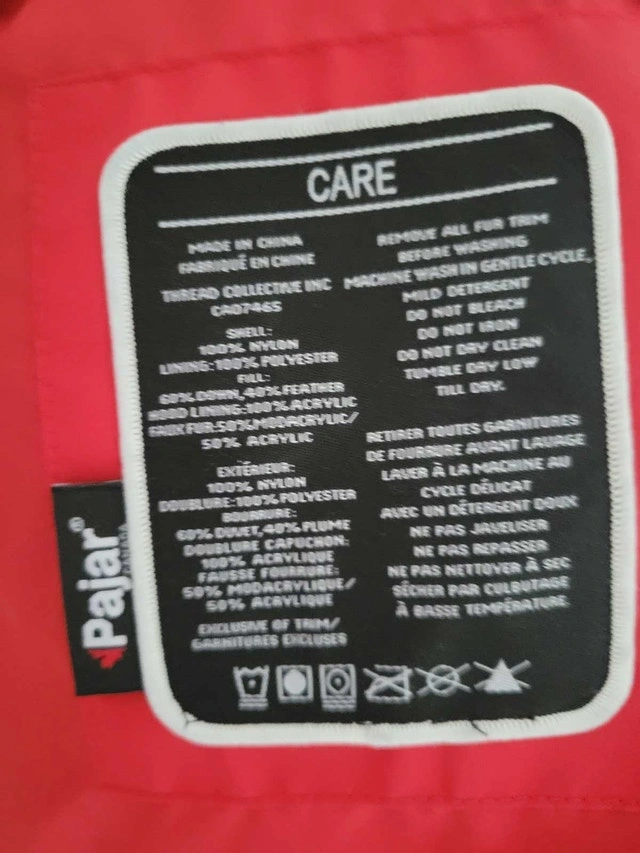 CARE
MADE IN CHINA
FABRIQUÉ EN CHINE
THREAD COLLECTIVE INC
CA07465
SHELL:
100% NYLON
LINING:100% POLYESTER
FILL:
60% DOWN,40% FEATHER
HOOD LINING:100% ACRYLIC
FAUX FUR:50% MODACRYLIC/
50% ACRYLIC
EXTÉRIEUR:
100% NYLON
DOUBLURE:100% POLYESTER
BOURRURE:
60% DUVET,40% PLUME
DOUBLURE CAPUCHON:
100% ACRYLIQUE
FAUSSE FOURRURE:
50% MODACRYLIQUE/
50% ACRYLIQUE
EXCLUSIVE OF TRIM/
GARNITURES EXCLUSES
REMOVE ALL FUR TRIM
BEFORE WASHING
MACHINE WASH IN GENTLE CYCLE,
MILD DETERGENT
DO NOT BLEACH
DO NOT IRON
DO NOT DRY CLEAN
TUMBLE DRY LOW
TILL DRY.
RETIRER TOUTES GARNITURES
DE FOURRURE AVANT LAVAGE
LAVER À LA MACHINE AU
CYCLE DÉLICAT
AVEC UN DÉTERGENT DOUX
NE PAS JAVELISER
NE PAS REPASSER
NE PAS NETTOYER À SEC
SÉCHER PAR CULBUTAGE
À BASSE TEMPÉRATURE
Pajar®
CANADA